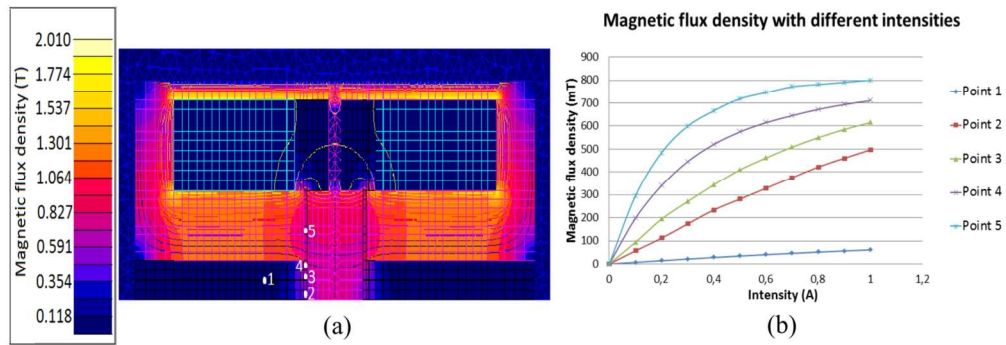 Magnetic flux density (T)
2.010
1.774
1.537
1.301
1.064
0.827
0.591
0.354
0.118
5
4
3
1
2
(a)
Magnetic flux density with different intensities
Magnetic flux density (mT)
900
800
700
600
500
400
300
200
100
0
0 0,2 0,4 0,6 0,8 1 1,2
Intensity (A)
Point 1
Point 2
Point 3
Point 4
Point 5
(b)